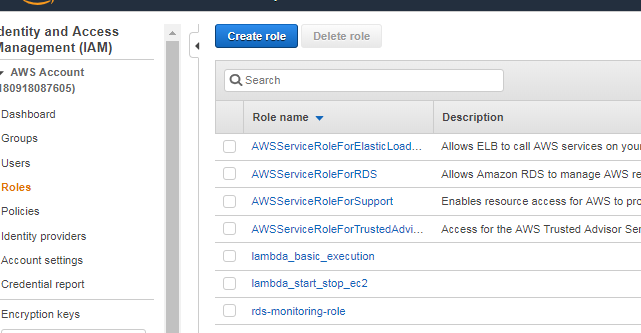 dentity and Access
Management (IAM)
AWS Account
180918087605)
Dashboard
Groups
Users
Roles
Policies
Identity providers
Account settings
Credential report
Encryption keys
Create role
Delete role
Search
Role name
Description
AWSServiceRoleForElasticLoad...
Allows ELB to call AWS services on your
AWSServiceRoleForRDS
Allows Amazon RDS to manage AWS re
AWSServiceRoleForSupport
Enables resource access for AWS to pro
AWSServiceRoleForTrustedAdvi...
Access for the AWS Trusted Advisor Ser
lambda_basic_execution
lambda_start_stop_ec2
rds-monitoring-role